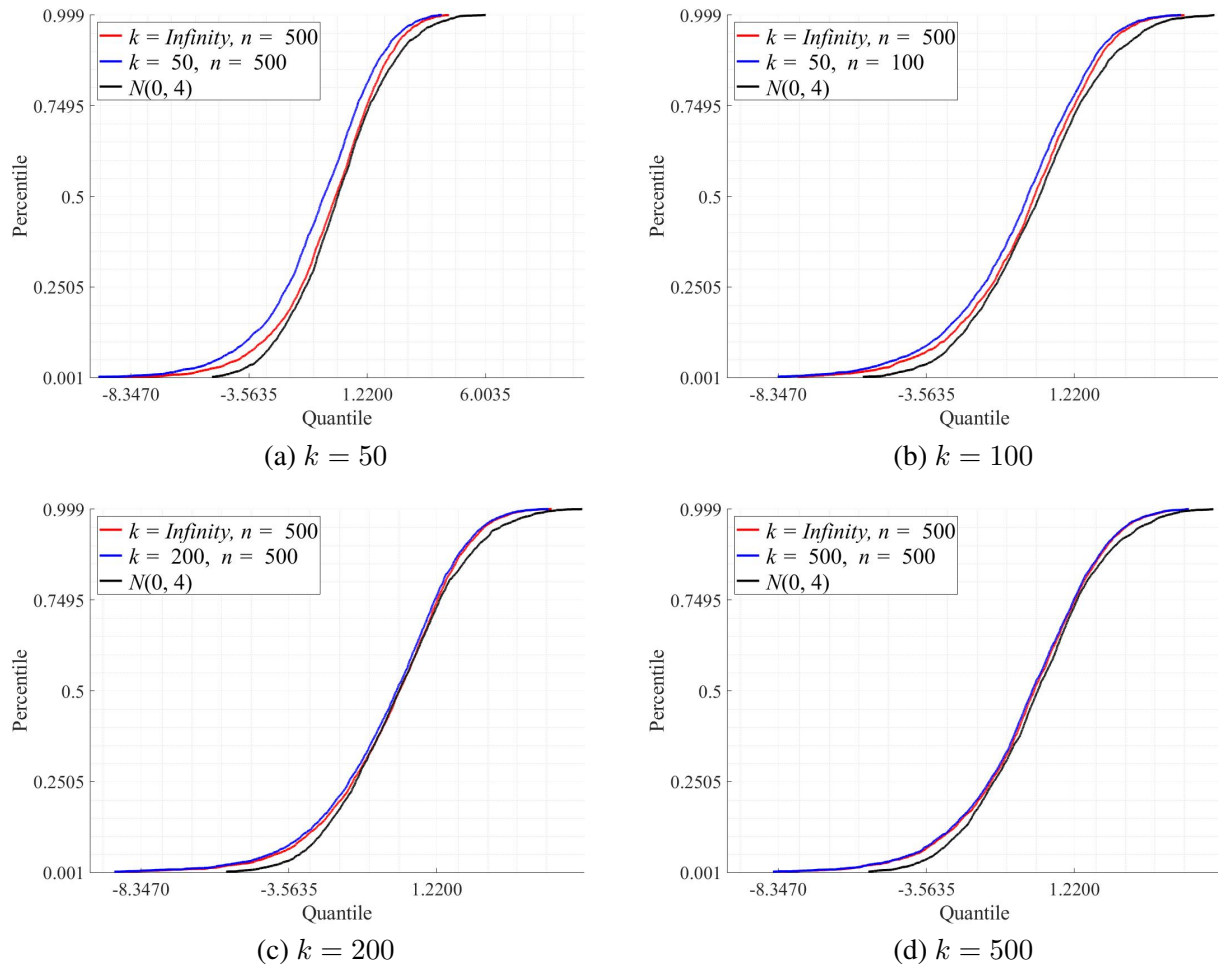 0.999
k = Infinity, n = 500
k = 50, n = 500
N(0, 4)
0.7495
0.5
0.2505
0.001
Percentile
-8.3470 -3.5635 1.2200 6.0035
Quantile
(a) k = 50
0.999
k = Infinity, n = 500
k = 50, n = 100
N(0, 4)
0.7495
0.5
0.2505
0.001
Percentile
-8.3470 -3.5635 1.2200
Quantile
(b) k = 100
0.999
k = Infinity, n = 500
k = 200, n = 500
N(0, 4)
0.7495
0.5
0.2505
0.001
Percentile
-8.3470 -3.5635 1.2200
Quantile
(c) k = 200
0.999
k = Infinity, n = 500
k = 500, n = 500
N(0, 4)
0.7495
0.5
0.2505
0.001
Percentile
-8.3470 -3.5635 1.2200
Quantile
(d) k = 500